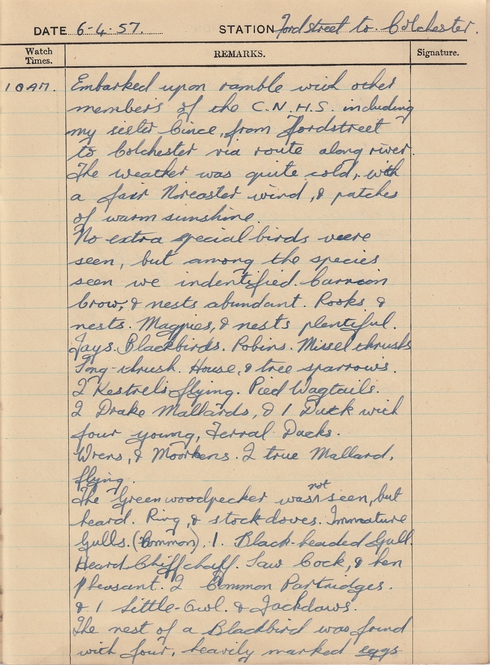 DATE 6-4-57. STATION Fordstreet to Colchester.
Watch Times. REMARKS. Signature.
10AM. Embarked upon ramble with other
members of the C.N.H.S. including
my sister Cince, from Fordstreet
to Colchester via route along river.
The weather was quite cold, with
a fair Noreaster wind, & patches
of warm sunshine.
No extra special birds were
seen, but among the species
seen we indentified. Carrion
Crow, & nests abundant. Rooks &
nests. Magpies, & nests plentiful.
Jays. Blackbirds. Robins. Missel thrushs
Song-thrush. House, & tree sparrows.
2 Kestrels flying. Pied Wagtails.
2 Drake Mallards, & 1 Duck with
four young, Ferral Ducks.
Wrens, & Moorhens. 2 true Mallard,
flying.
The Greenwoodpecker was not seen, but
heard. Ring, & stock doves. Immature
Gulls. (Common). 1. Black-headed Gull.
Heard Chiffchaff. Saw Cock, & hen
Pheasant. 2 Common Partridges.
& 1 Little-Owl. & Jackdaws.
The nest of a Blackbird was found
with four, heavily marked eggs.